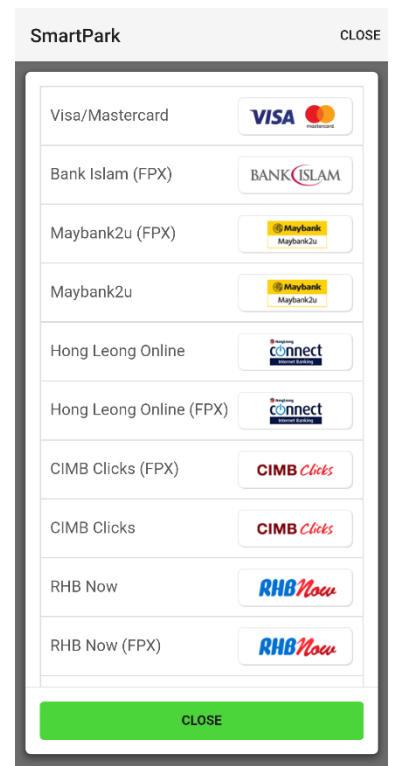 SmartPark CLOSE
Visa/Mastercard VISA mastercard
Bank Islam (FPX) BANK ISLAM
Maybank2u (FPX) Maybank
Maybank2u
Maybank2u Maybank
Maybank2u
Hong Leong Online HongLeong
connect
Internet Banking
Hong Leong Online (FPX) HongLeong
connect
Internet Banking
CIMB Clicks (FPX) CIMB Clicks
CIMB Clicks CIMB Clicks
RHB Now RHB Now
RHB Now (FPX) RHB Now
CLOSE